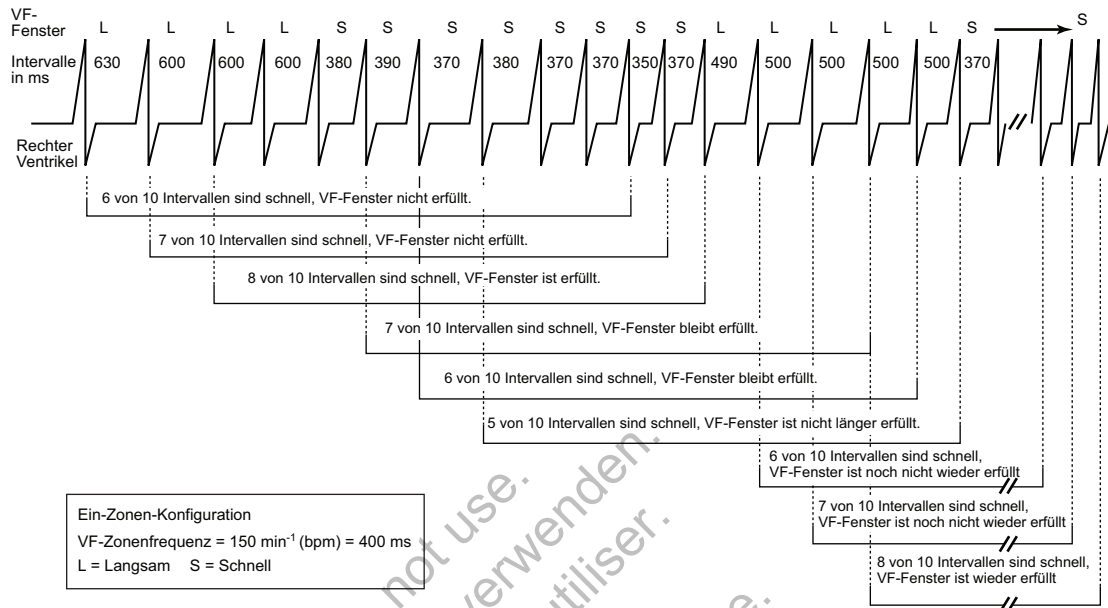 VF-
Fenster L L L L S S S S S S S S L L L L L S S
Intervalle
in ms 630 600 600 600 380 390 370 380 370 370 350 370 490 500 500 500 500 370
Rechter
Ventrikel
6 von 10 Intervallen sind schnell, VF-Fenster nicht erfüllt.
7 von 10 Intervallen sind schnell, VF-Fenster nicht erfüllt.
8 von 10 Intervallen sind schnell, VF-Fenster ist erfüllt.
7 von 10 Intervallen sind schnell, VF-Fenster bleibt erfüllt.
6 von 10 Intervallen sind schnell, VF-Fenster bleibt erfüllt.
5 von 10 Intervallen sind schnell, VF-Fenster ist nicht länger erfüllt.
6 von 10 Intervallen sind schnell,
VF-Fenster ist noch nicht wieder erfüllt
7 von 10 Intervallen sind schnell,
VF-Fenster ist noch nicht wieder erfüllt
8 von 10 Intervallen sind schnell,
VF-Fenster ist wieder erfüllt
Ein-Zonen-Konfiguration
VF-Zonenfrequenz = 150 min⁻¹ (bpm) = 400 ms
L = Langsam S = Schnell
not use.
verwenden.
utiliser.